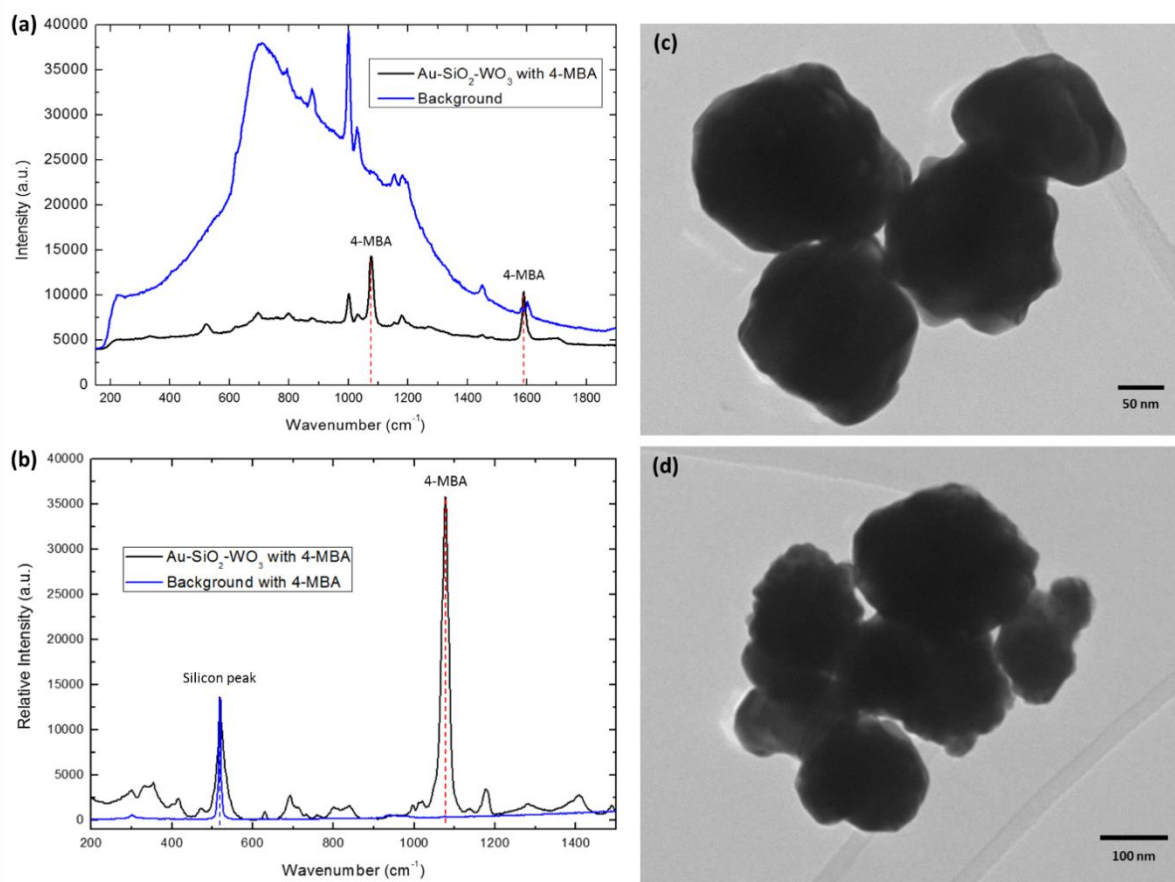 (a)
40000
35000
30000
25000
20000
15000
10000
5000
0
Intensity (a.u.)
Au-SiO₂-WO₃ with 4-MBA
Background
4-MBA
4-MBA
200 400 600 800 1000 1200 1400 1600 1800
Wavenumber (cm⁻¹)
(b)
40000
35000
30000
25000
20000
15000
10000
5000
0
Relative Intensity (a.u.)
4-MBA
Au-SiO₂-WO₃ with 4-MBA
Background with 4-MBA
Silicon peak
200 400 600 800 1000 1200 1400
Wavenumber (cm⁻¹)
(c)
50 nm
(d)
100 nm